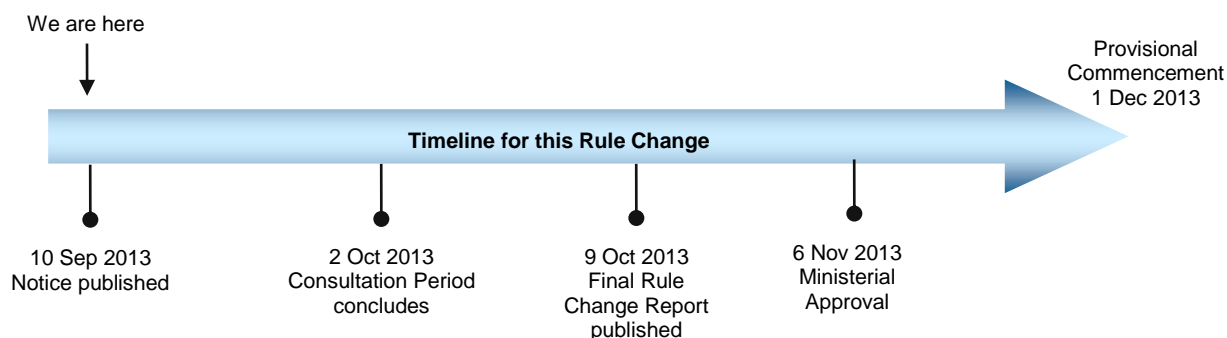 We are here
Provisional
Commencement
1 Dec 2013
Timeline for this Rule Change
10 Sep 2013
Notice published
2 Oct 2013
Consultation Period
concludes
9 Oct 2013
Final Rule
Change Report
published
6 Nov 2013
Ministerial
Approval